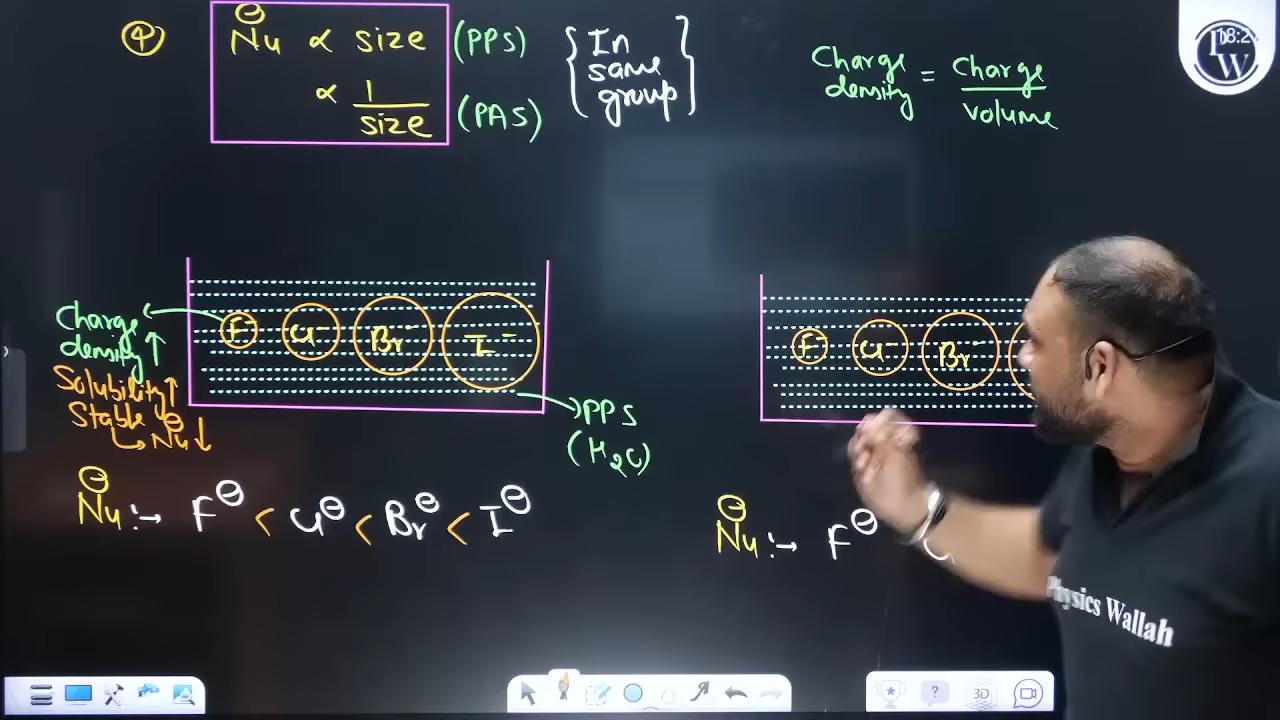 4
⊖
Nu ∝ size (PPS)
∝ 1/size (PAS)
{ In
same
group }
Charge
density = Charge
volume
W
Charge
density ↑
Solubility ↑
Stable
↳ Nu ↓
F⁻ Cl⁻ Br⁻ I⁻
→ PPS
(H2O)
F⁻ Cl⁻ Br⁻
⊖
Nu :→ F⊖ < Cl⊖ < Br⊖ < I⊖
⊖
Nu :→ F⊖
Physics Wallah
3D